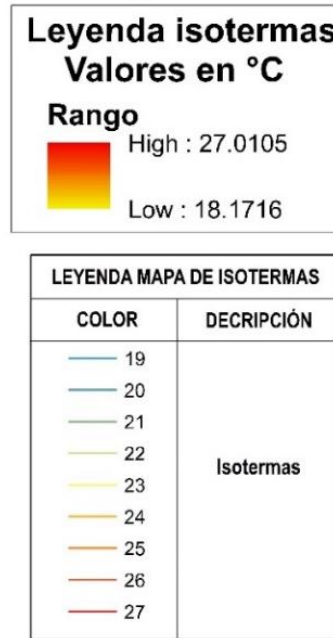 Leyenda isotermas
Valores en °C
Rango
High : 27.0105
Low : 18.1716
LEYENDA MAPA DE ISOTERMAS
COLOR DECRIPCIÓN
19
20
21
22
23
24
25
26
27
Isotermas